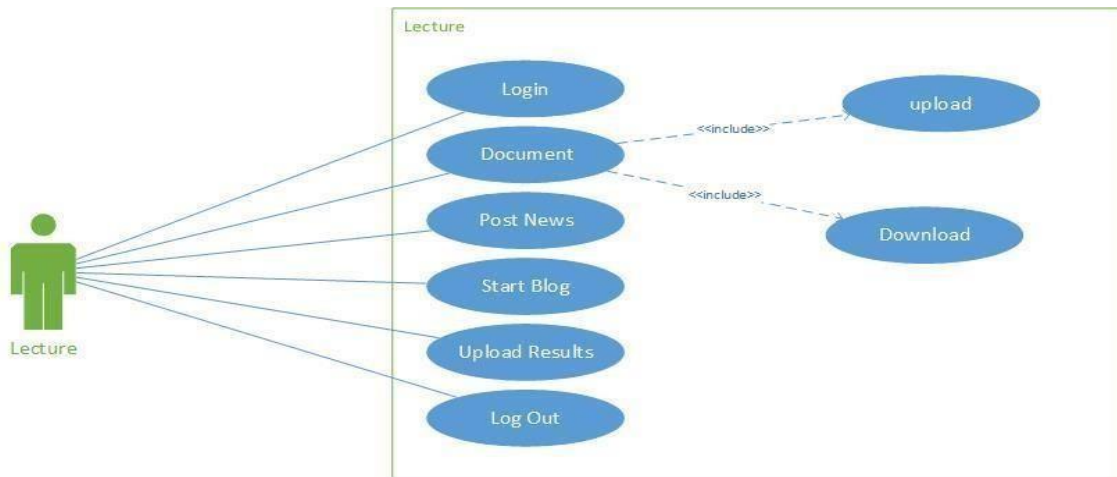 Lecture
Login
upload
<<include>>
Document
<<include>>
Post News
Download
Start Blog
Upload Results
Lecture
Log Out